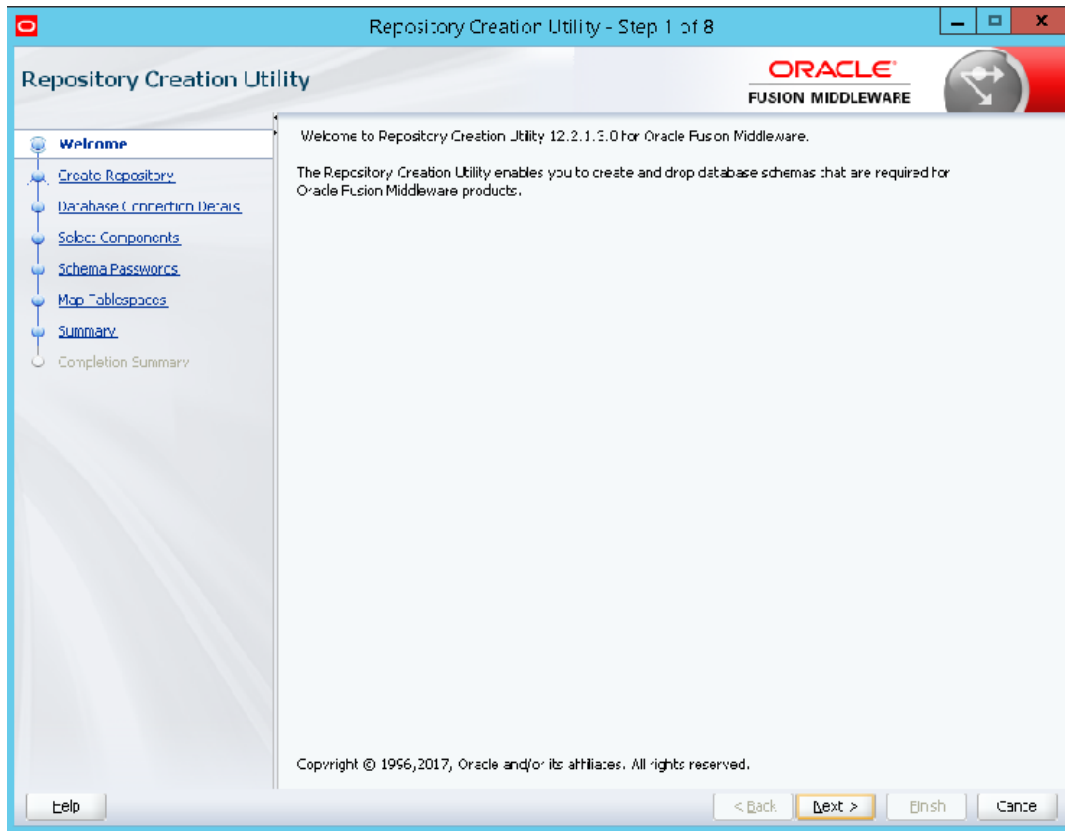 Repository Creation Utility - Step 1 of 8
Repository Creation Utility
ORACLE
FUSION MIDDLEWARE
Welcome
Create Repository
Database Connection Details
Select Components
Schema Passwords
Map Tablespaces
Summary
Completion Summary
Welcome to Repository Creation Utility 12.2.1.3.0 for Oracle Fusion Middleware.
The Repository Creation Utility enables you to create and drop database schemas that are required for
Oracle Fusion Middleware products.
Copyright © 1996,2017, Oracle and/or its affiliates. All rights reserved.
Help
< Back
Next >
Finish
Cancel